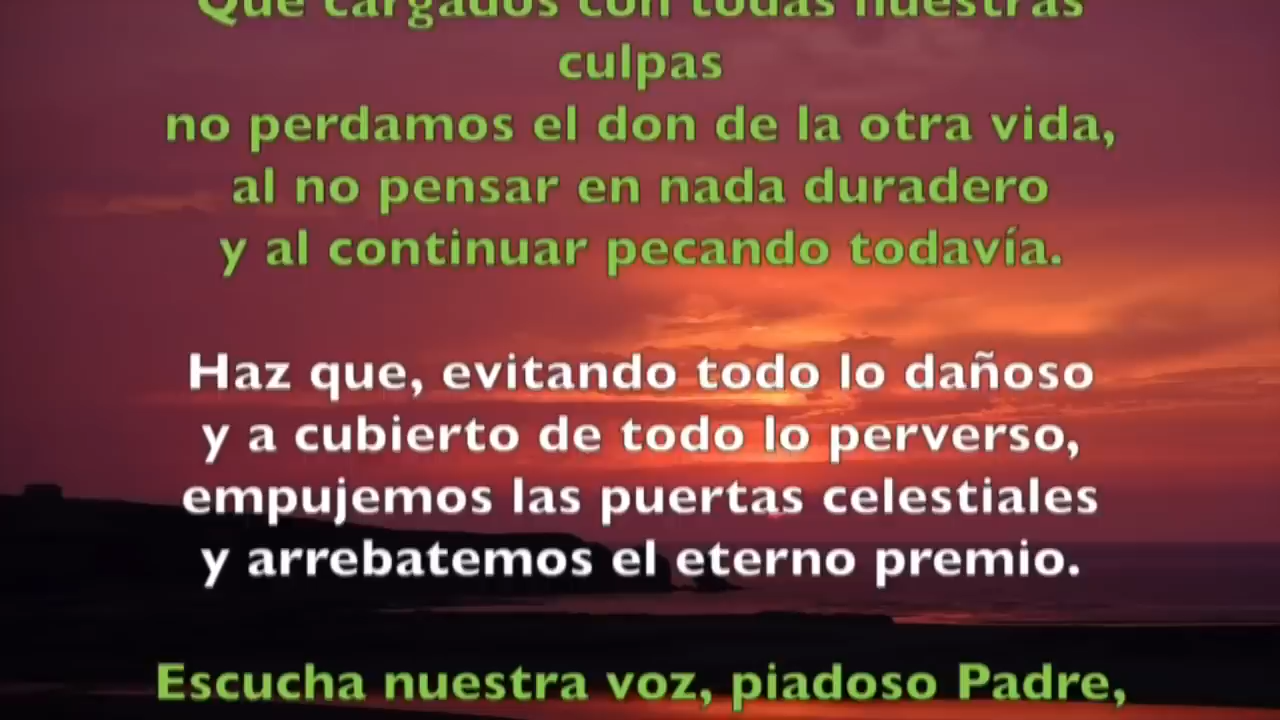 Que cargados con todas nuestras
culpas
no perdamos el don de la otra vida,
al no pensar en nada duradero
y al continuar pecando todavía.
Haz que, evitando todo lo dañoso
y a cubierto de todo lo perverso,
empujemos las puertas celestiales
y arrebatemos el eterno premio.
Escucha nuestra voz, piadoso Padre,